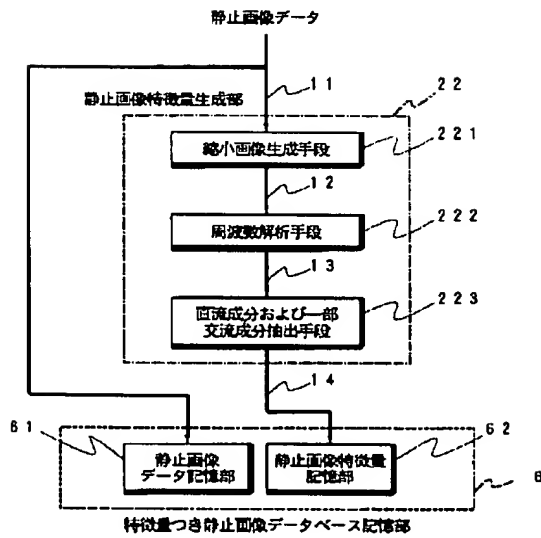 静止画像データ
11
静止画像特徴量生成部
22
縮小画像生成手段
221
12
周波数解析手段
222
13
直流成分および一部
交流成分抽出手段
223
14
61
62
静止画像
データ記憶部
静止画像特徴量
記憶部
6
特徴量つき静止画像データベース記憶部